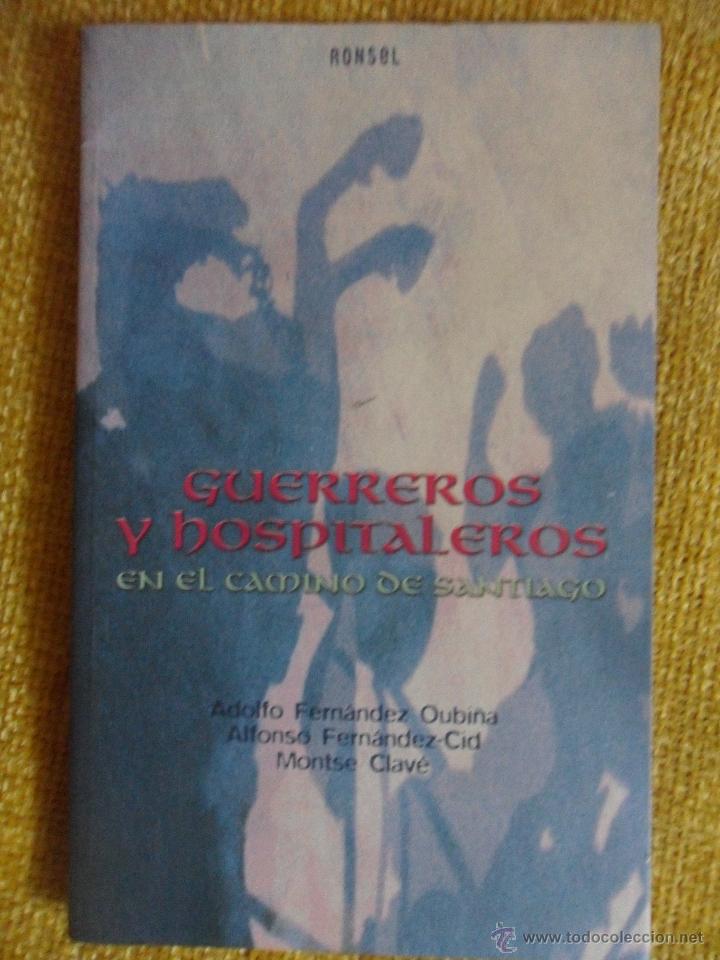 RONSEL
GUERREROS
Y HOSPITALEROS
EN EL CAMINO DE SANTIAGO
Adolfo Fernández Oubiña
Alfonso Fernández-Cid
Montse Clavé
© www.todocoleccion.net